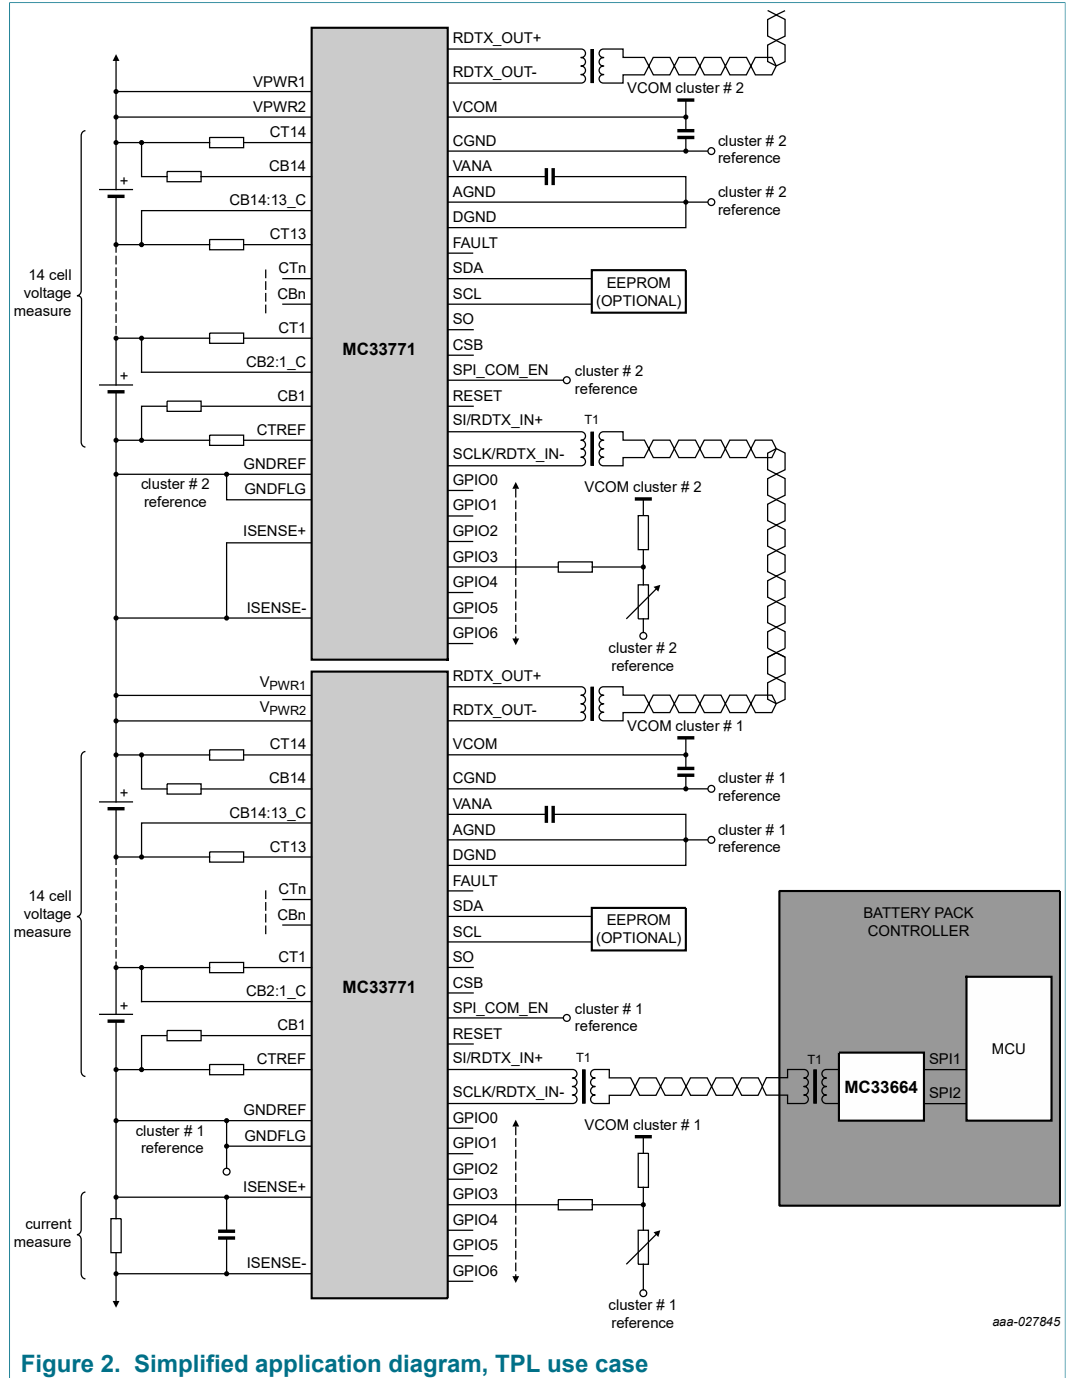 RDTX_OUT+
RDTX_OUT-
VCOM cluster # 2
VPWR1
VPWR2
VCOM
CT14
CGND
cluster # 2
reference
CB14
VANA
+
CB14:13_C
AGND
cluster # 2
reference
DGND
CT13
FAULT
14 cell
voltage
measure
CTn
SDA
EEPROM
(OPTIONAL)
CBn
SCL
SO
CT1
MC33771
CSB
CB2:1_C
SPI_COM_EN
cluster # 2
reference
+
CB1
RESET
SI/RDTX_IN+
T1
CTREF
SCLK/RDTX_IN-
GNDREF
cluster # 2
reference
GNDFLG
GPIO0
VCOM cluster # 2
GPIO1
ISENSE+
GPIO2
GPIO3
GPIO4
ISENSE-
GPIO5
GPIO6
cluster # 2
reference
RDTX_OUT+
VPWR1
VPWR2
RDTX_OUT-
VCOM cluster # 1
CT14
VCOM
CB14
CGND
cluster # 1
reference
+
CB14:13_C
VANA
AGND
cluster # 1
reference
CT13
DGND
FAULT
14 cell
voltage
measure
CTn
SDA
EEPROM
(OPTIONAL)
CBn
SCL
SO
CT1
MC33771
CSB
CB2:1_C
SPI_COM_EN
cluster # 1
reference
+
CB1
RESET
CTREF
SI/RDTX_IN+
T1
SCLK/RDTX_IN-
BATTERY PACK
CONTROLLER
T1
MC33664
SPI1
SPI2
MCU
GNDREF
cluster # 1
reference
GNDFLG
GPIO0
VCOM cluster # 1
GPIO1
GPIO2
ISENSE+
GPIO3
current
measure
GPIO4
GPIO5
ISENSE-
GPIO6
cluster # 1
reference
aaa-027845
Figure 2. Simplified application diagram, TPL use case